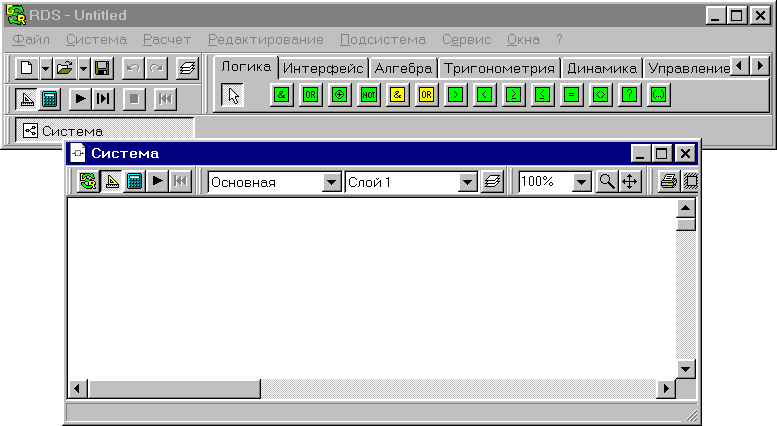 RDS - Untitled
Файл Система Расчет Редактирование Подсистема Сервис Окна ?
Логика Интерфейс Алгебра Тригонометрия Динамика Управление
& OR ⊕ NOT & OR > < ≥ ≤ = <> ? (...)
Система
Система
Основная Слой 1 100%